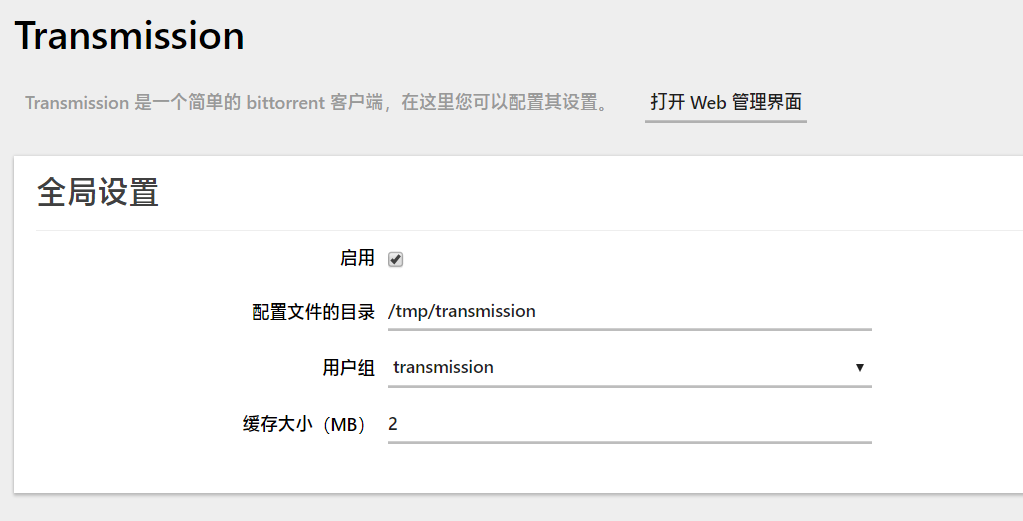 Transmission
Transmission 是一个简单的 bittorrent 客户端，在这里您可以配置其设置。 打开 Web 管理界面
全局设置
启用
配置文件的目录 /tmp/transmission
用户组 transmission
缓存大小（MB） 2